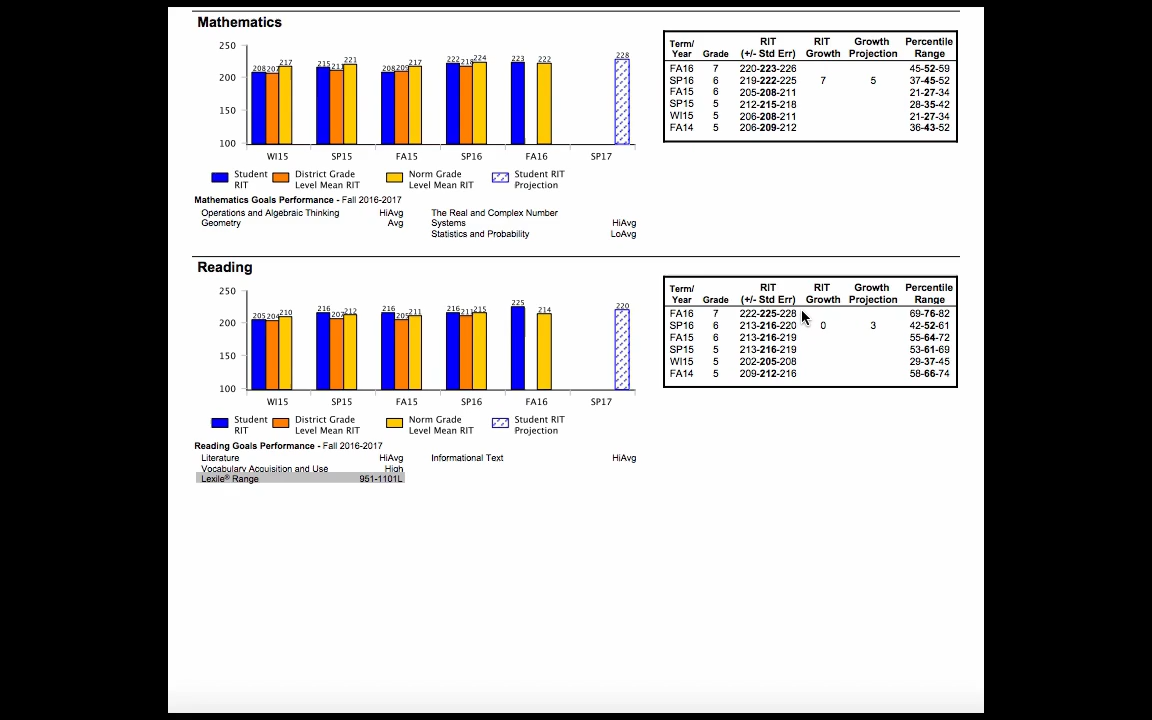 Mathematics
250
200
150
100
208 207 217
215 211 221
208 209 217
222 218 224
223 222
228
WI15 SP15 FA15 SP16 FA16 SP17
Student RIT
District Grade Level Mean RIT
Norm Grade Level Mean RIT
Student RIT Projection
Term/Year Grade RIT (+/- Std Err) RIT Growth Growth Projection Percentile Range
FA16 7 220-223-226 45-52-59
SP16 6 219-222-225 7 5 37-45-52
FA15 6 205-208-211 21-27-34
SP15 5 212-215-218 28-35-42
WI15 5 206-208-211 21-27-34
FA14 5 206-209-212 36-43-52
Mathematics Goals Performance - Fall 2016-2017
Operations and Algebraic Thinking HiAvg
Geometry Avg
The Real and Complex Number
Systems HiAvg
Statistics and Probability LoAvg
Reading
250
200
150
100
205 204 210
216 207 212
216 211
216 211 215
225 214
220
WI15 SP15 FA15 SP16 FA16 SP17
Student RIT
District Grade Level Mean RIT
Norm Grade Level Mean RIT
Student RIT Projection
Term/Year Grade RIT (+/- Std Err) RIT Growth Growth Projection Percentile Range
FA16 7 222-225-228 69-76-82
SP16 6 213-216-220 0 3 42-52-61
FA15 6 213-216-219 55-64-72
SP15 5 213-216-219 53-61-69
WI15 5 202-205-208 29-37-45
FA14 5 209-212-216 58-66-74
Reading Goals Performance - Fall 2016-2017
Literature HiAvg
Vocabulary Acquisition and Use High
Lexile® Range 951-1101L
Informational Text HiAvg